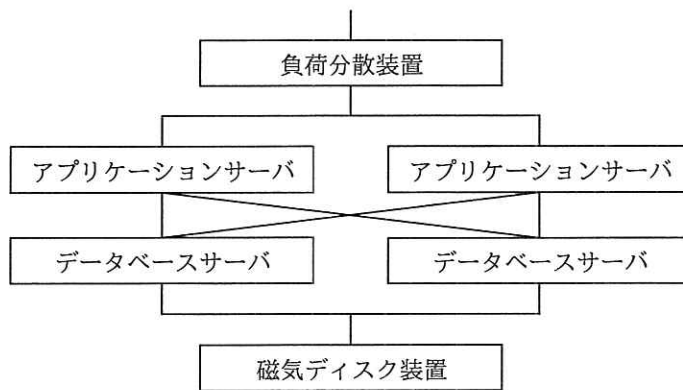 負荷分散装置
アプリケーションサーバ
アプリケーションサーバ
データベースサーバ
データベースサーバ
磁気ディスク装置